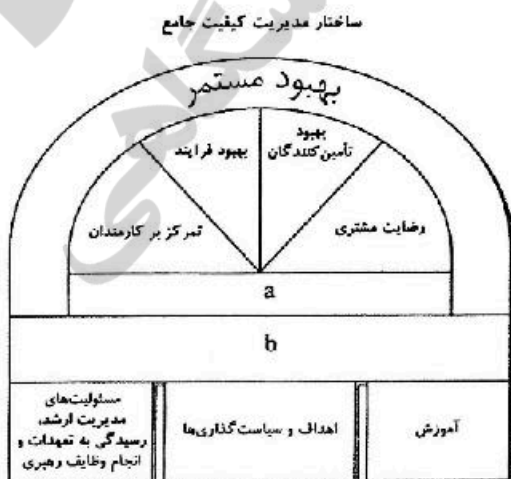 ساختار مدیریت کیفیت جامع
بهبود مستمر
بهبود
تأمین‌کنندگان
بهبود فرایند
رضایت مشتری
تمرکز بر کارمندان
a
b
آموزش
اهداف و سیاست‌گذاری‌ها
مسئولیت‌های
مدیریت ارشد،
رسیدگی به تعهدات و
انجام وظایف رهبری